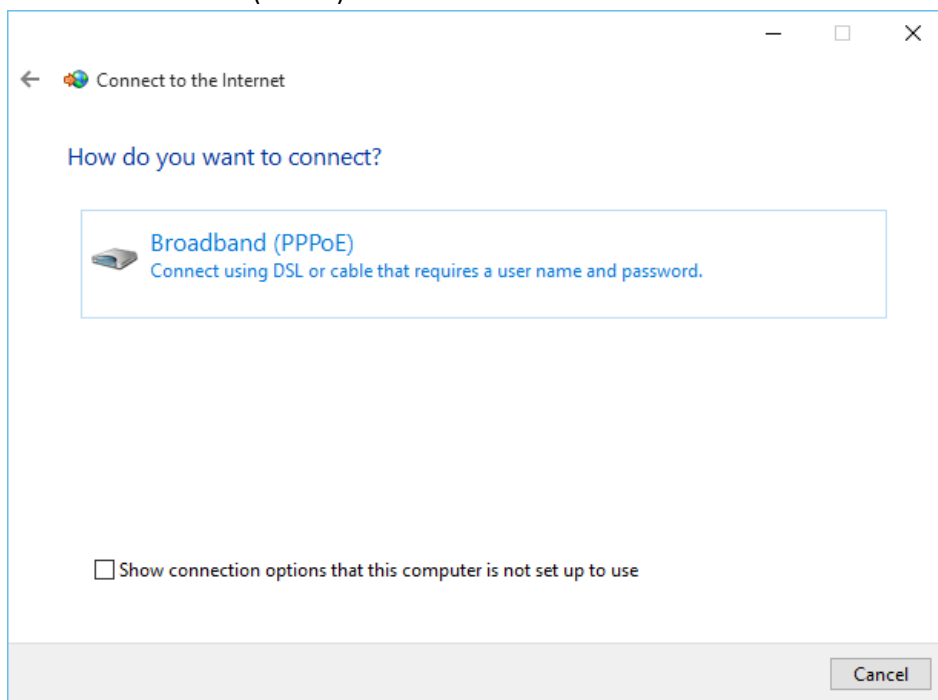 Connect to the Internet
How do you want to connect?
Broadband (PPPoE)
Connect using DSL or cable that requires a user name and password.
Show connection options that this computer is not set up to use
Cancel